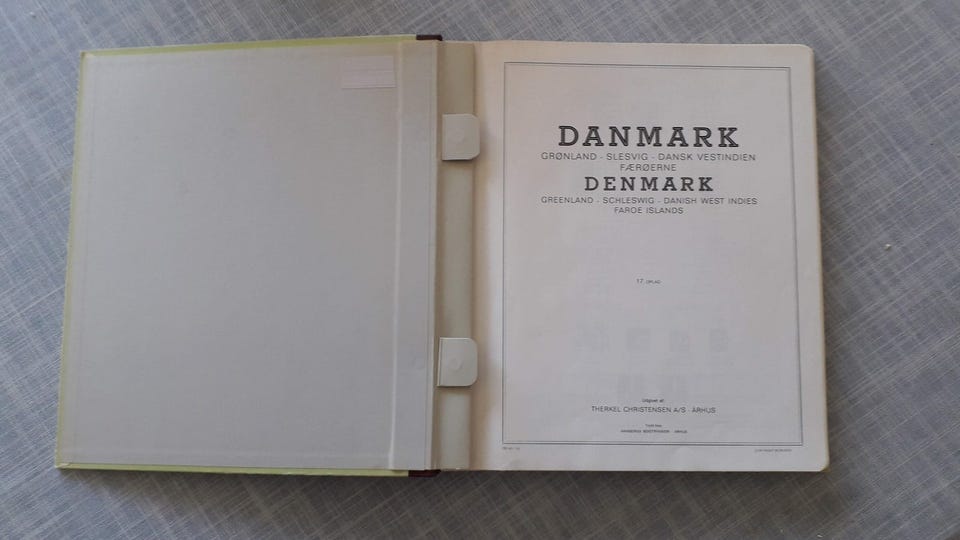 DANMARK
GRØNLAND - SLESVIG - DANSK VESTINDIEN
FÆRØERNE
DENMARK
GREENLAND - SCHLESWIG - DANISH WEST INDIES
FAROE ISLANDS
17. OPLAG
Udgivet af:
THERKEL CHRISTENSEN A/S - ÅRHUS